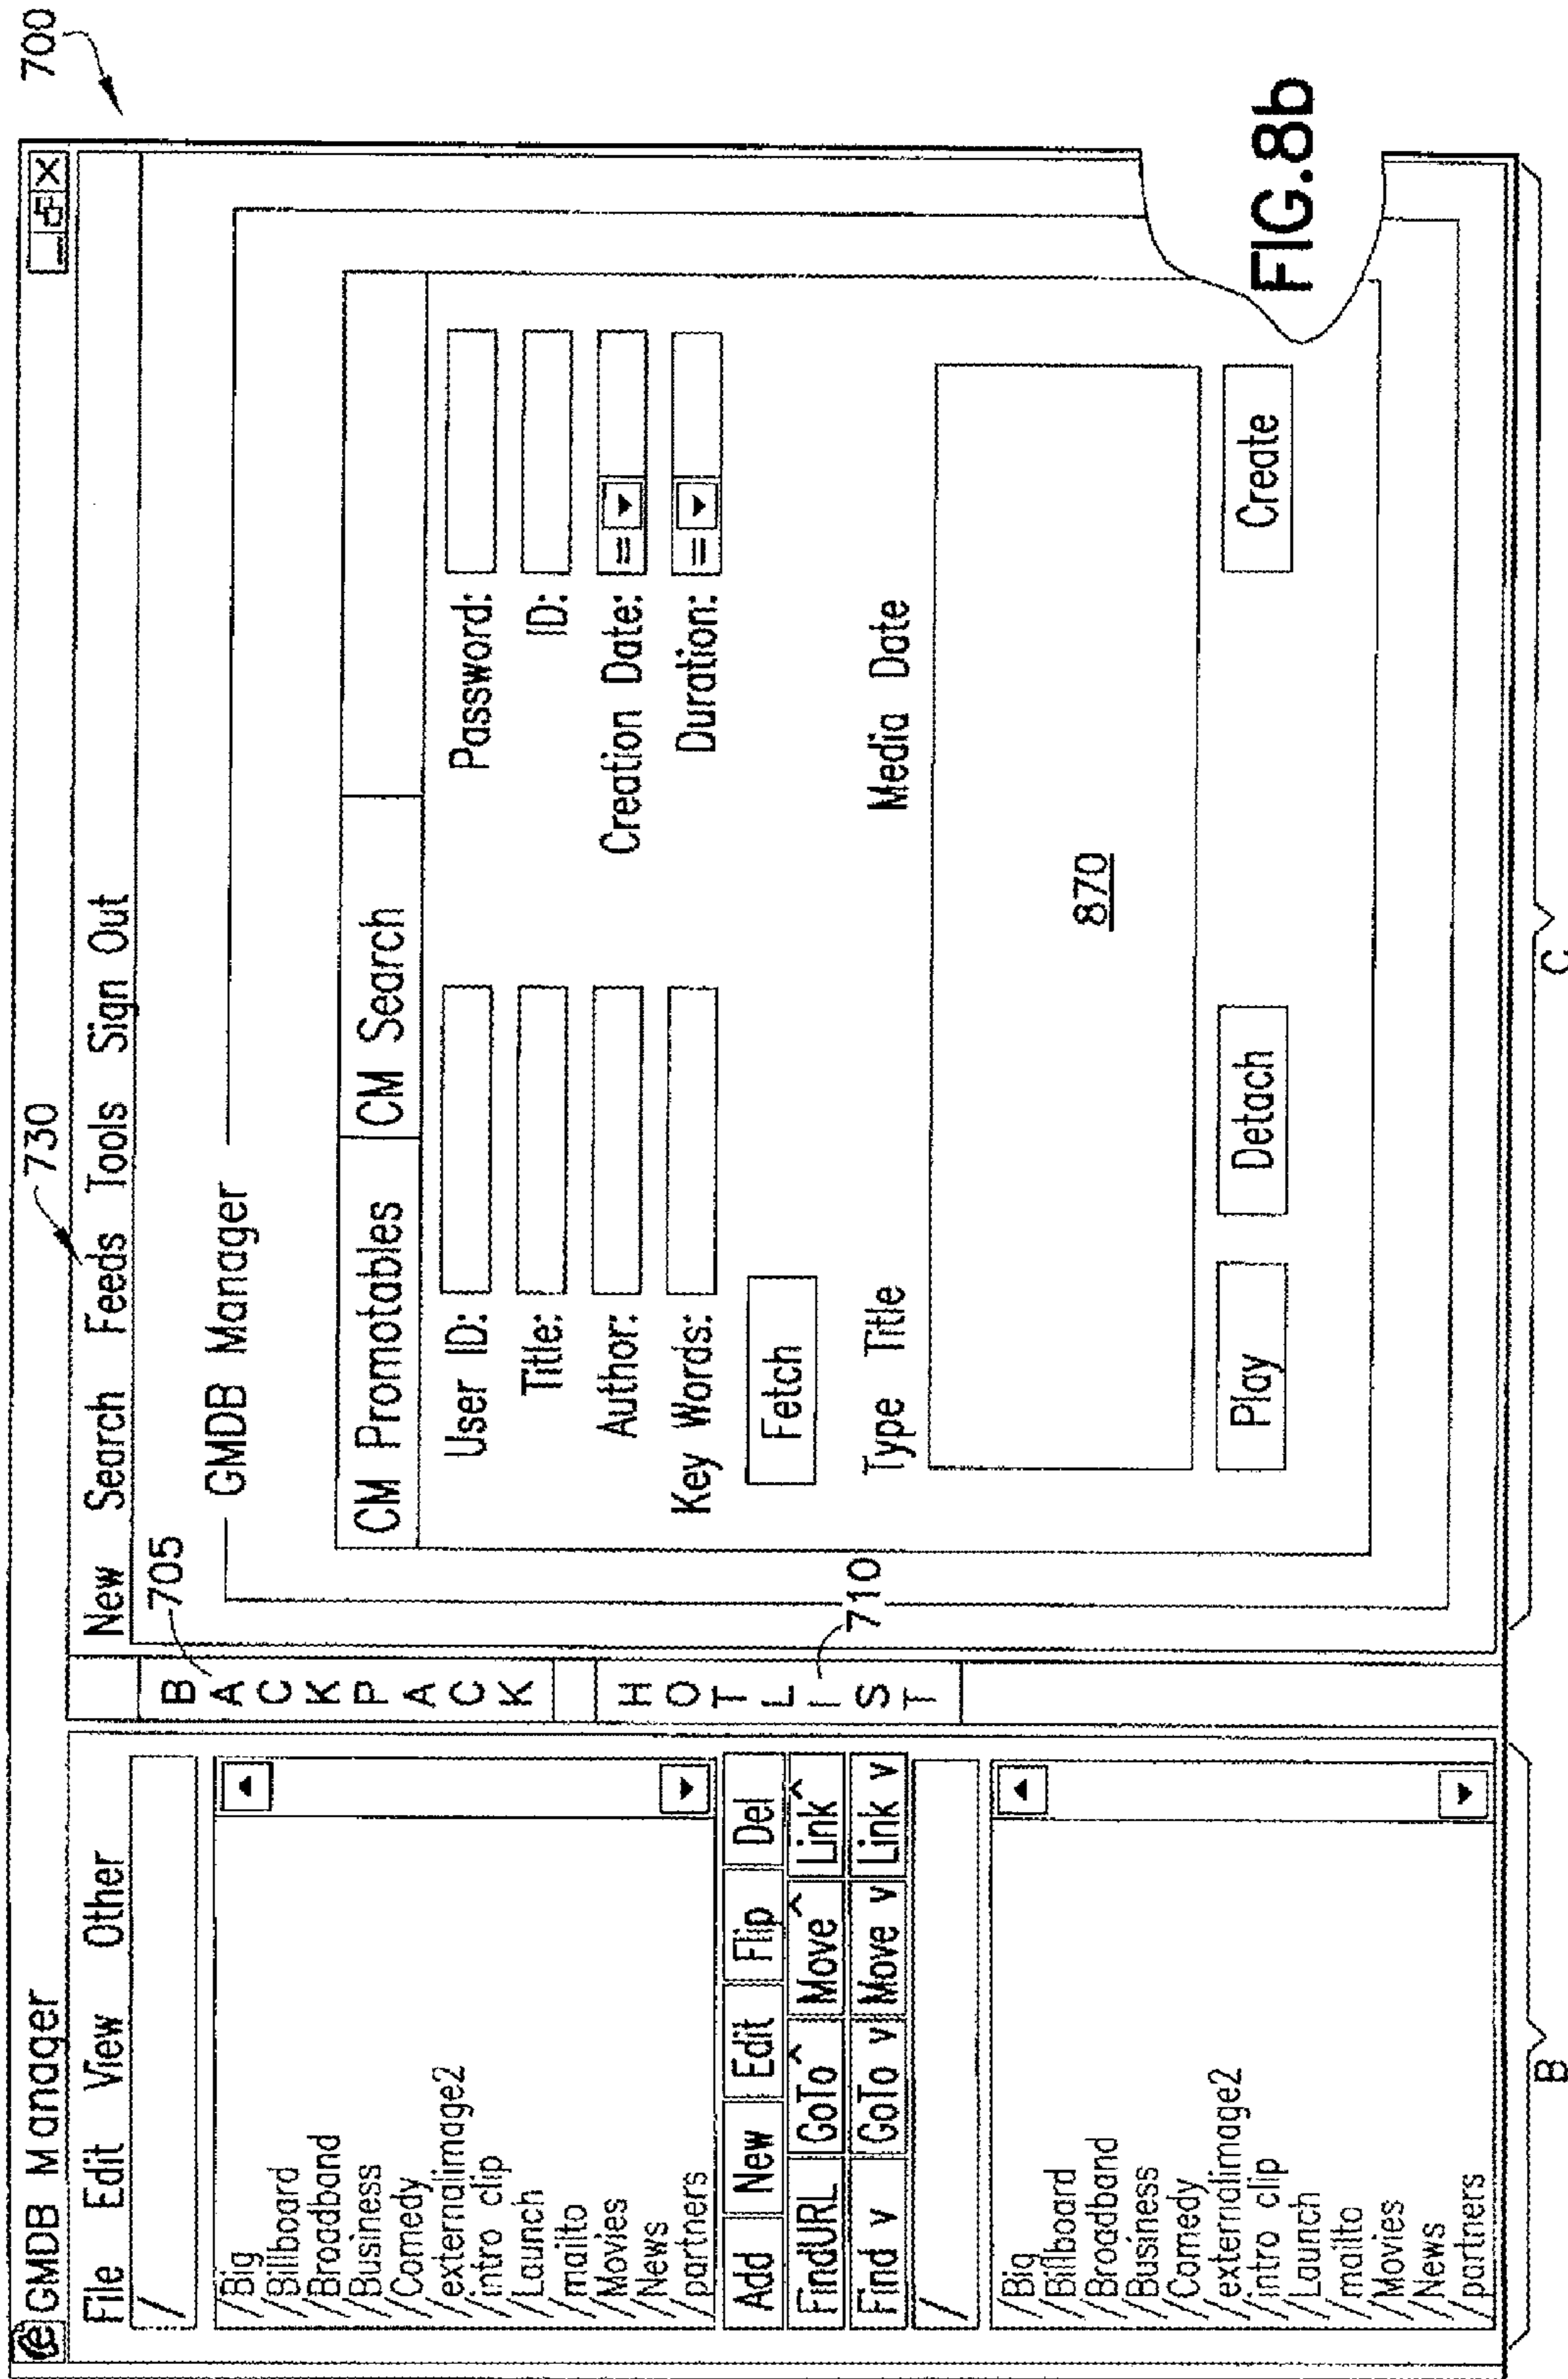 700
GMDB Manager
730
File Edit View Other
New Search Feeds Tools Sign Out
/
/Big
/Billboard
/Broadband
/Business
/Comedy
/externalimage2
/intro clip
/Launch
/mailto
/Movies
/News
/partners
Add New Edit Flip Del
FindURL GoTo^ Move^ Link^
Find v GoTo v Move v Link v
/
/Big
/Billboard
/Broadband
/Business
/Comedy
/externalimage2
/intro clip
/Launch
/mailto
/Movies
/News
/partners
B
705
BACKPACK
HOTLIST
710
GMDB Manager
CM Promotables CM Search
User ID: Password:
Title: ID:
Author: Creation Date: =
Key Words: Duration: =
Fetch
Type Title Media Date
870
Play Detach Create
C
FIG.8b